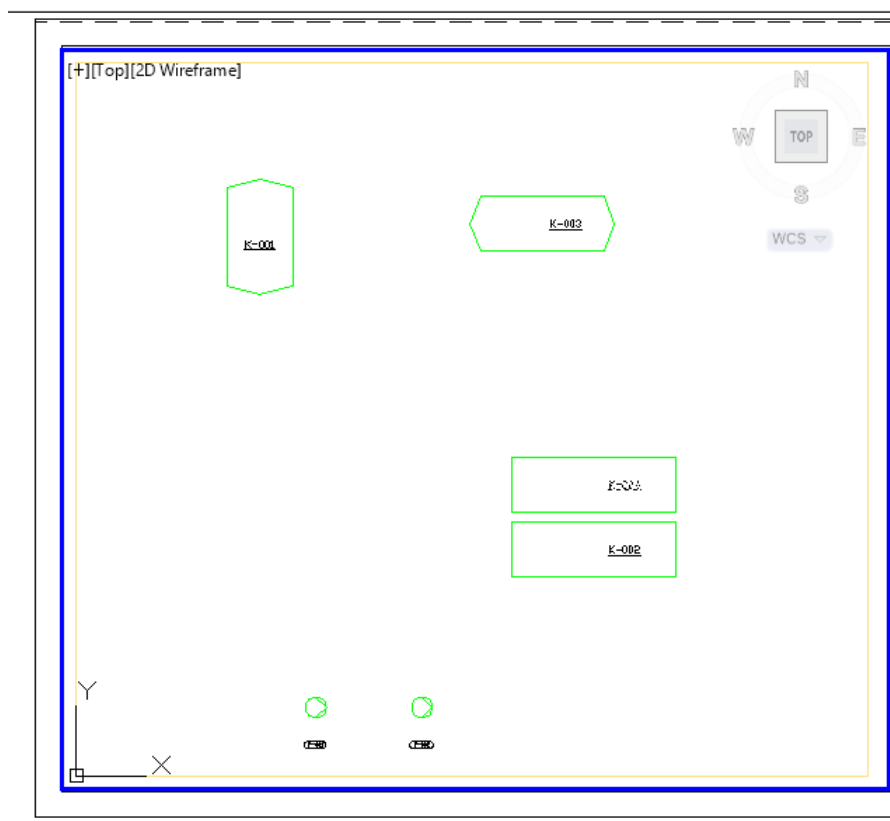 [+][Top][2D Wireframe]
N
W
TOP
E
S
WCS
K-001
K-003
K-002
Y
X